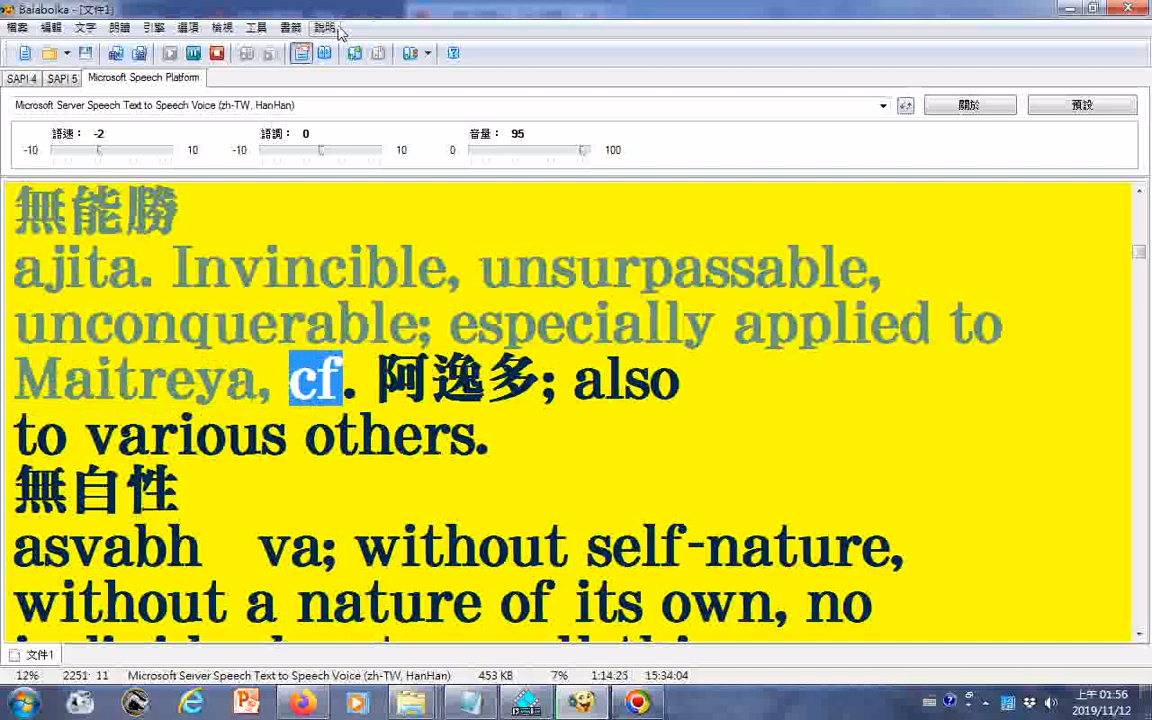 Balabolka - [文件1]
檔案 編輯 文字 朗讀 引擎 選項 檢視 工具 書籤 說明
SAPI 4 SAPI 5 Microsoft Speech Platform
Microsoft Server Speech Text to Speech Voice (zh-TW, HanHan) 關於 預設
語速： -2 語調： 0 音量： 95
-10 10 -10 10 0 100
無能勝
ajita. Invincible, unsurpassable,
unconquerable; especially applied to
Maitreya, cf. 阿逸多; also
to various others.
無自性
asvabh va; without self-nature,
without a nature of its own, no
文件1
12% 2251: 11 Microsoft Server Speech Text to Speech Voice (zh-TW, HanHan) 453 KB 7% 1:14:23 15:34:04
上午 01:56
2019/11/12